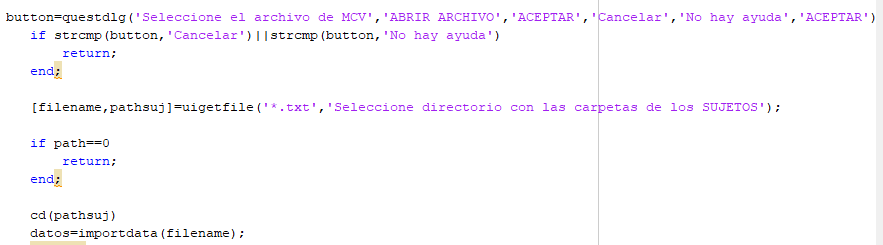 button=questdlg('Seleccione el archivo de MCV','ABRIR ARCHIVO','ACEPTAR','Cancelar','No hay ayuda','ACEPTAR')
if strcmp(button,'Cancelar')||strcmp(button,'No hay ayuda')
return;
end;
[filename,pathsuj]=uigetfile('*.txt','Seleccione directorio con las carpetas de los SUJETOS');
if path==0
return;
end;
cd(pathsuj)
datos=importdata(filename);